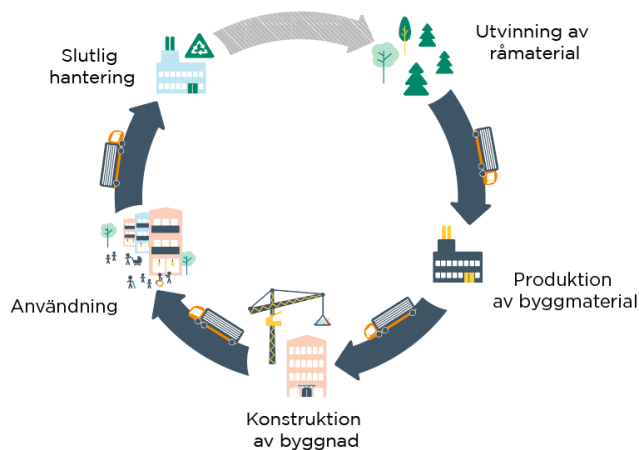 Utvinning av
råmaterial
Produktion
av byggmaterial
Konstruktion
av byggnad
Användning
Slutlig
hantering